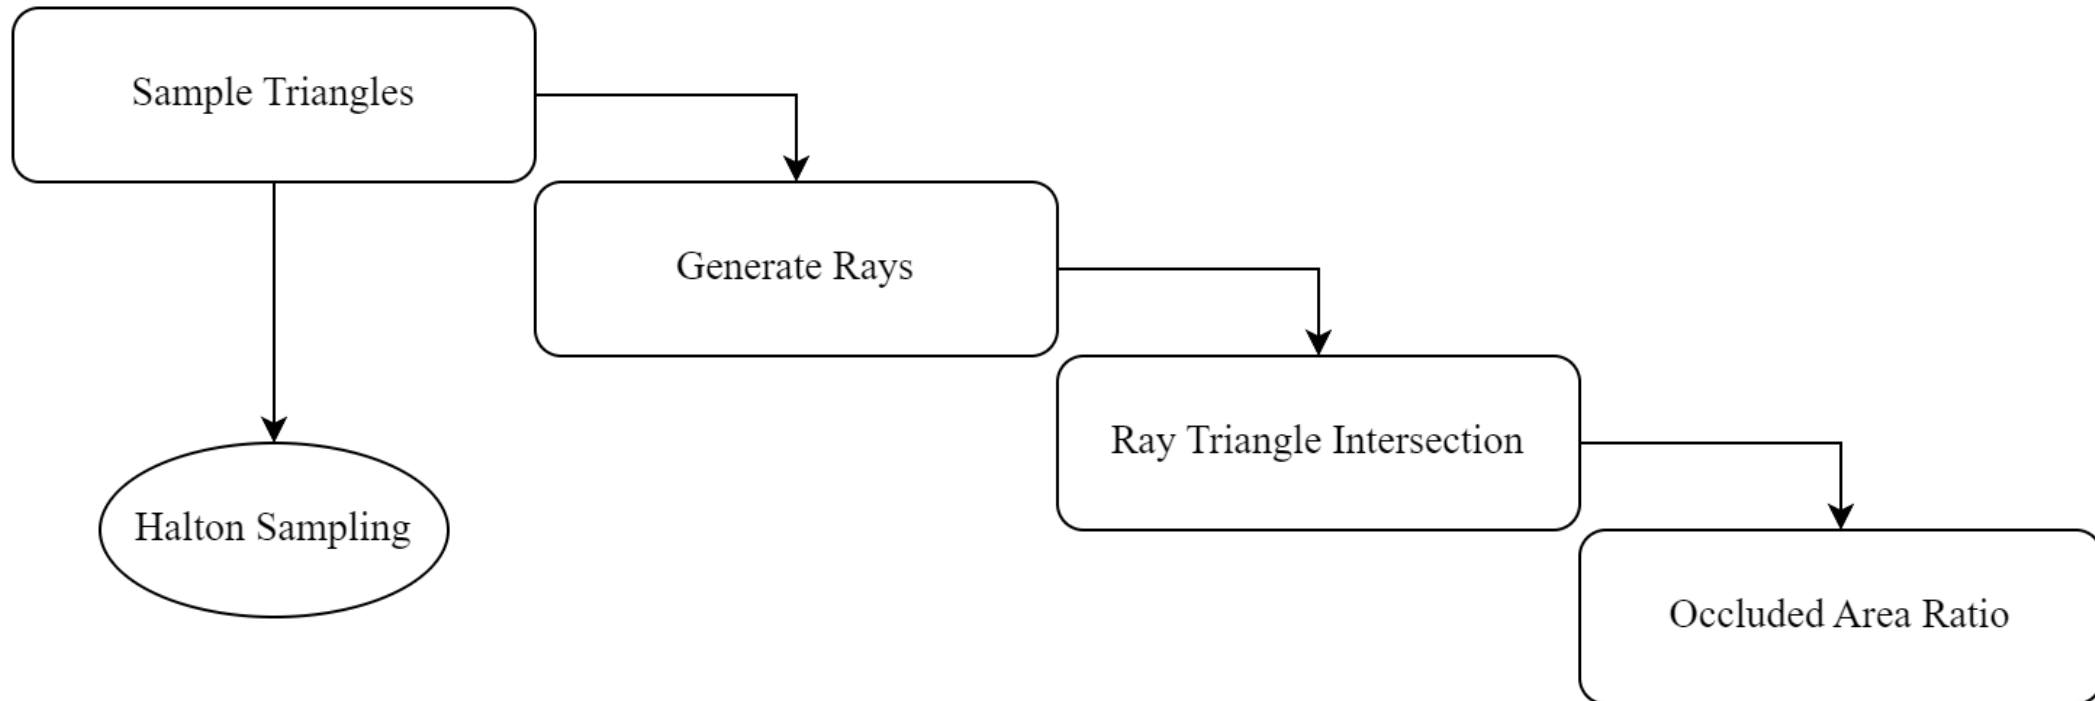 Sample Triangles
Generate Rays
Ray Triangle Intersection
Halton Sampling
Occluded Area Ratio